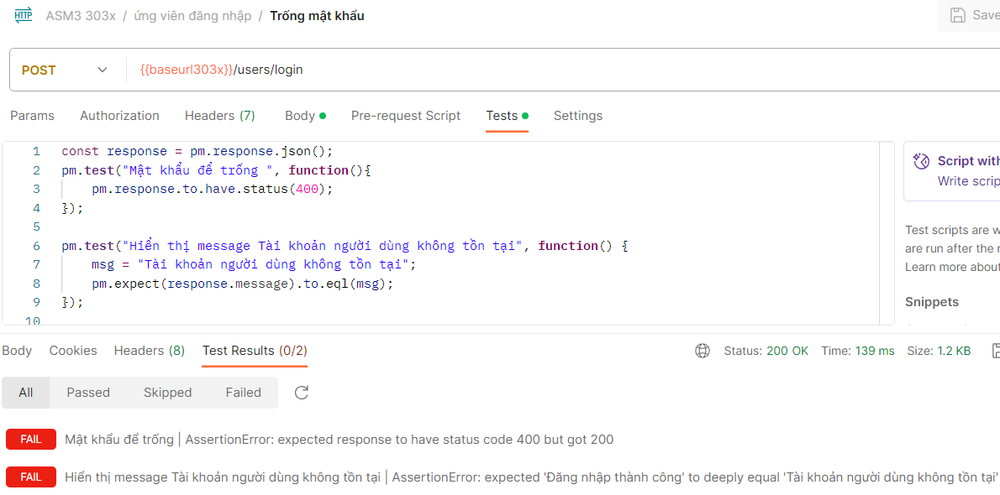 HTTP ASM3 303x / ứng viên đăng nhập / Trống mật khẩu Save
POST {{baseurl303x}}/users/login
Params Authorization Headers (7) Body Pre-request Script Tests Settings
1 const response = pm.response.json();
2 pm.test("Mật khẩu để trống ", function(){
3 pm.response.to.have.status(400);
4 });
5
6 pm.test("Hiển thị message Tài khoản người dùng không tồn tại", function() {
7 msg = "Tài khoản người dùng không tồn tại";
8 pm.expect(response.message).to.eql(msg);
9 });
10
Script with
Write scrip
Test scripts are w
are run after the r
Learn more about
Snippets
Body Cookies Headers (8) Test Results (0/2) Status: 200 OK Time: 139 ms Size: 1.2 KB
All Passed Skipped Failed
FAIL Mật khẩu để trống | AssertionError: expected response to have status code 400 but got 200
FAIL Hiển thị message Tài khoản người dùng không tồn tại | AssertionError: expected 'Đăng nhập thành công' to deeply equal 'Tài khoản người dùng không tồn tại'